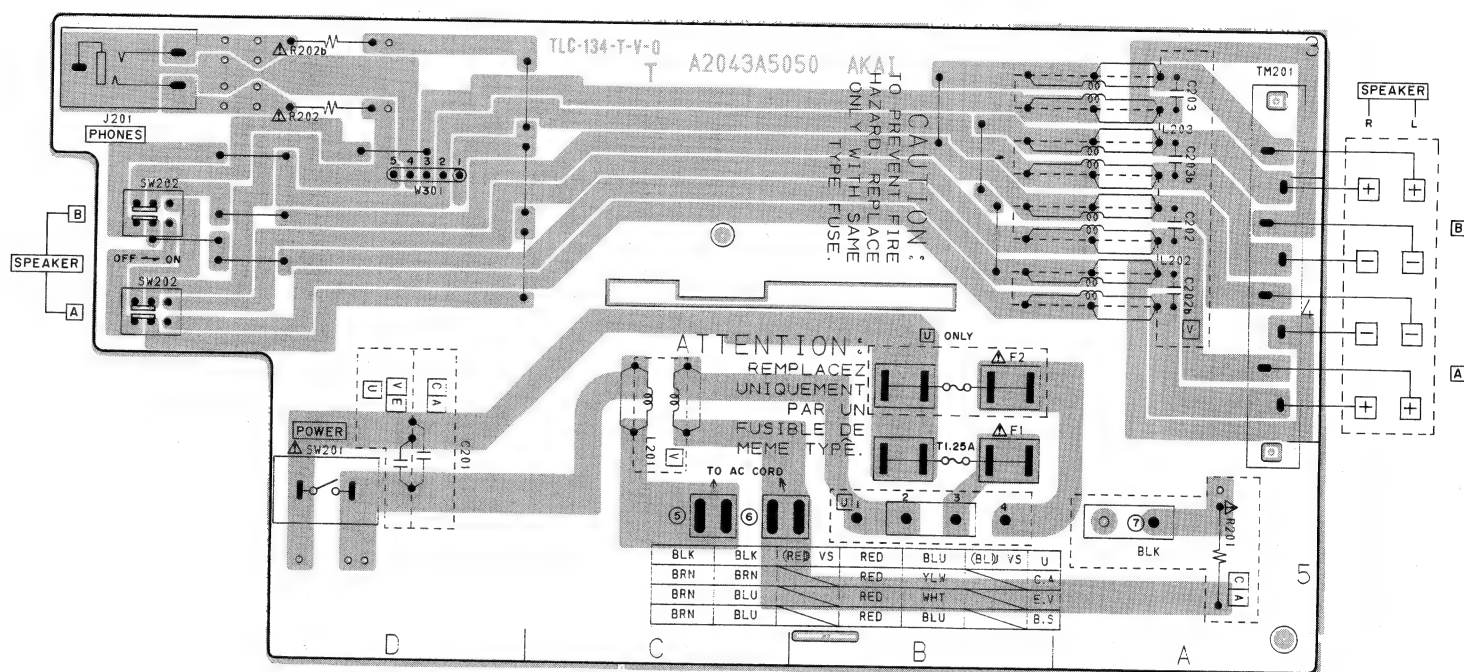 TLC-134-T-V-0
T A2043A5050 AKAI
3
R202b
J201
PHONES
R202
5 4 3 2 1
W301
SW202
OFF ~ ON
SW202
SPEAKER
B
A
CAUTION:
TO PREVENT FIRE
HAZARD. REPLACE
ONLY WITH SAME
TYPE FUSE.
C203
L203
C203b
C202
L202
C202b
V
TM201
4
SPEAKER
R L
+ +
B
− −
− −
A
+ +
ATTENTION:
REMPLACEZ
UNIQUEMENT
PAR UN
FUSIBLE DE
MEME TYPE.
U ONLY
F2
F1
T1.25A
U
V E
C A
POWER
SW201
C201
L201
V
TO AC CORD
5 6
U 2 3 4
7
BLK
R201
C A
5
BLK BLK (RED) VS RED BLU (BLU) VS U
BRN BRN RED YLW C.A
BRN BLU RED WHT E.V
BRN BLU RED BLU B.S
D C B A